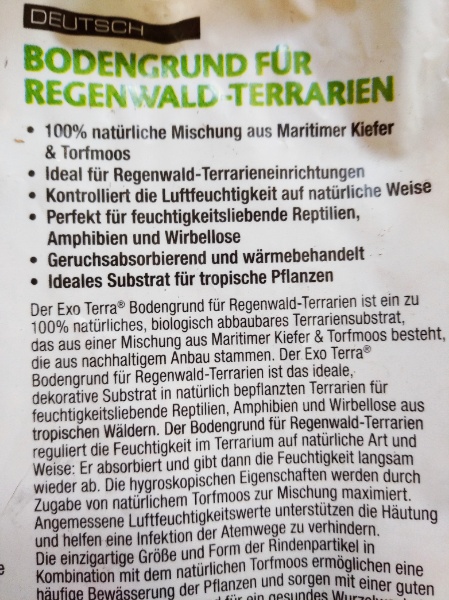 DEUTSCH
BODENGRUND FÜR
REGENWALD-TERRARIEN
• 100% natürliche Mischung aus Maritimer Kiefer
& Torfmoos
• Ideal für Regenwald-Terrarieneinrichtungen
• Kontrolliert die Luftfeuchtigkeit auf natürliche Weise
• Perfekt für feuchtigkeitsliebende Reptilien,
Amphibien und Wirbellose
• Geruchsabsorbierend und wärmebehandelt
• Ideales Substrat für tropische Pflanzen
Der Exo Terra® Bodengrund für Regenwald-Terrarien ist ein zu
100% natürliches, biologisch abbaubares Terrariensubstrat,
das aus einer Mischung aus Maritimer Kiefer & Torfmoos besteht,
die aus nachhaltigem Anbau stammen. Der Exo Terra®
Bodengrund für Regenwald-Terrarien ist das ideale,
dekorative Substrat in natürlich bepflanzten Terrarien für
feuchtigkeitsliebende Reptilien, Amphibien und Wirbellose aus
tropischen Wäldern. Der Bodengrund für Regenwald-Terrarien
reguliert die Feuchtigkeit im Terrarium auf natürliche Art und
Weise: Er absorbiert und gibt dann die Feuchtigkeit langsam
wieder ab. Die hygroskopischen Eigenschaften werden durch
Zugabe von natürlichem Torfmoos zur Mischung maximiert.
Angemessene Luftfeuchtigkeitswerte unterstützen die Häutung
und helfen eine Infektion der Atemwege zu verhindern.
Die einzigartige Größe und Form der Rindenpartikel in
Kombination mit dem natürlichen Torfmoos ermöglichen eine
häufige Bewässerung der Pflanzen und sorgen mit einer guten
für ein gesundes